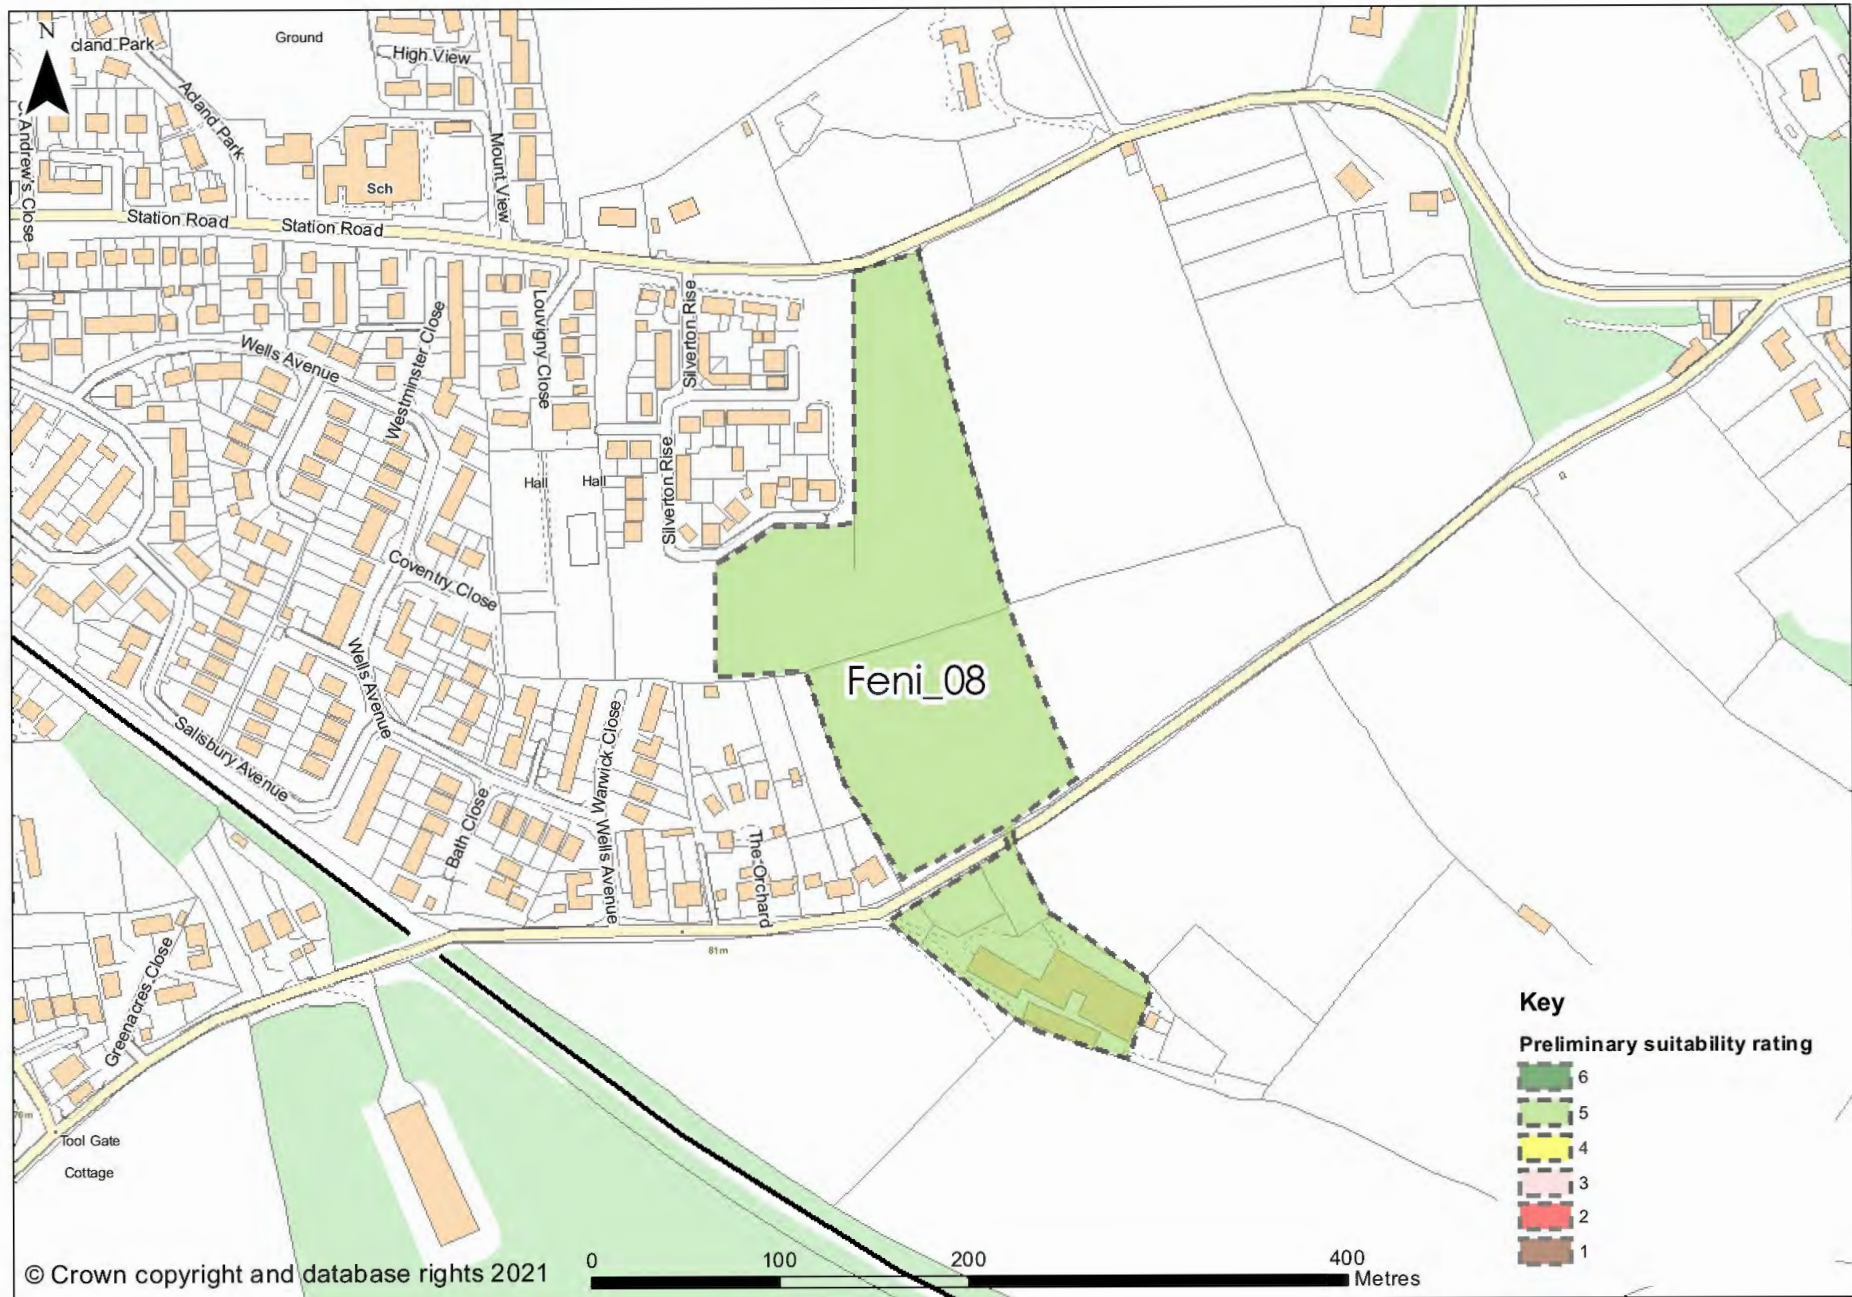 N
cland Park
Ground
High View
Acland Park
Andrew's Close
Mount View
Sch
Station Road
Station Road
Silverton Rise
Louvigny Close
Westminster Close
Wells Avenue
Silverton Rise
Hall
Hall
Coventry Close
Wells Avenue
Feni_08
Salisbury Avenue
Warwick Close
Bath Close
Wells Avenue
The Orchard
81m
Greenacres Close
Tool Gate
Cottage
Key
Preliminary suitability rating
6
5
4
3
2
1
© Crown copyright and database rights 2021
0 100 200 400
Metres